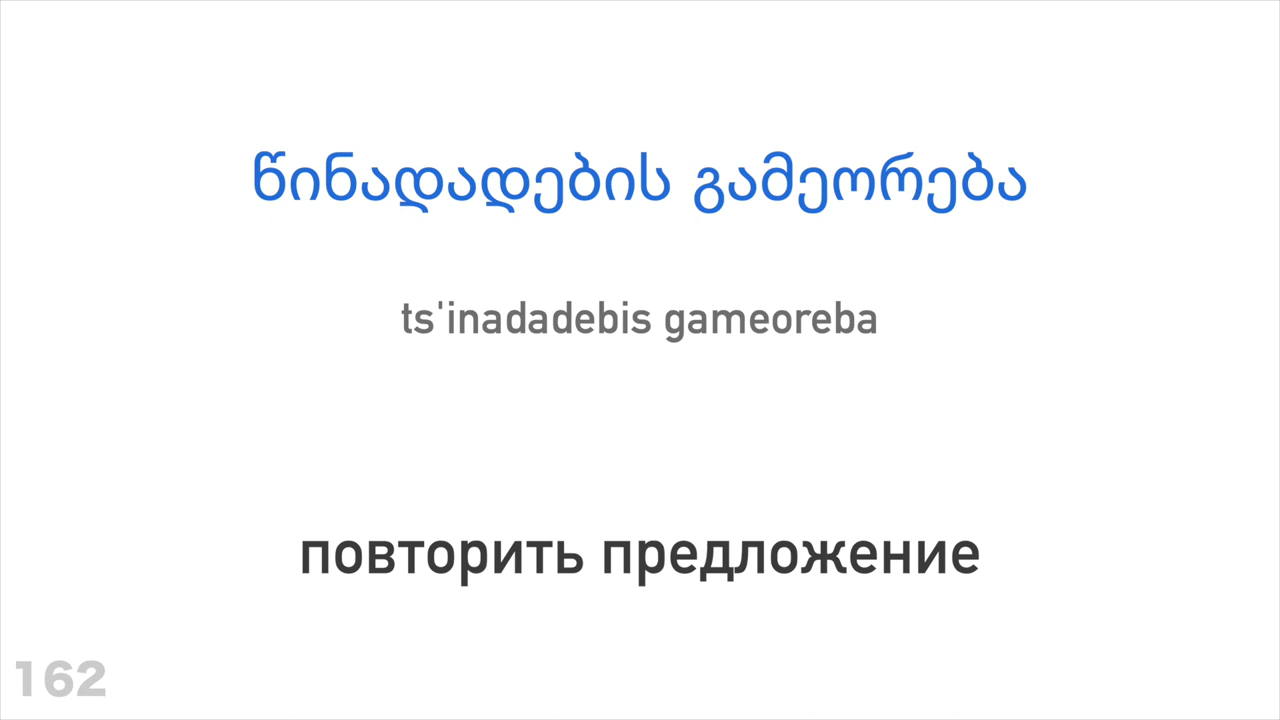 წინადადების გამეორება
ts'inadadebis gameoreba
повторить предложение
162